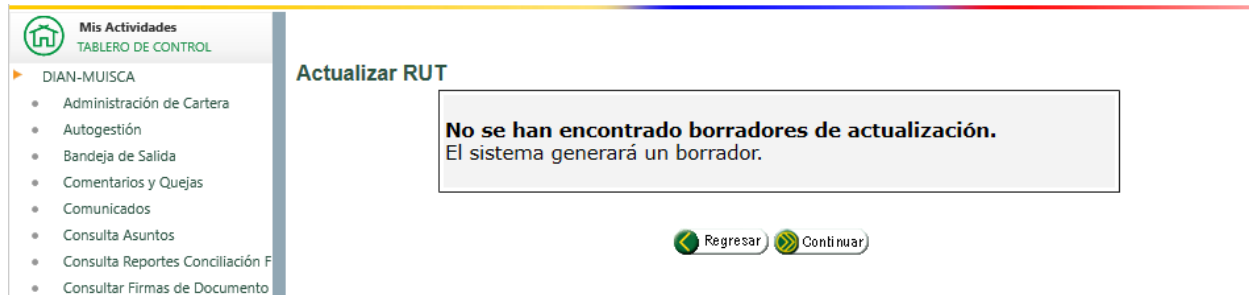 Mis Actividades
TABLERO DE CONTROL
DIAN-MUISCA
Administración de Cartera
Autogestión
Bandeja de Salida
Comentarios y Quejas
Comunicados
Consulta Asuntos
Consulta Reportes Conciliación F
Consultar Firmas de Documento
Actualizar RUT
No se han encontrado borradores de actualización.
El sistema generará un borrador.
Regresar Continuar